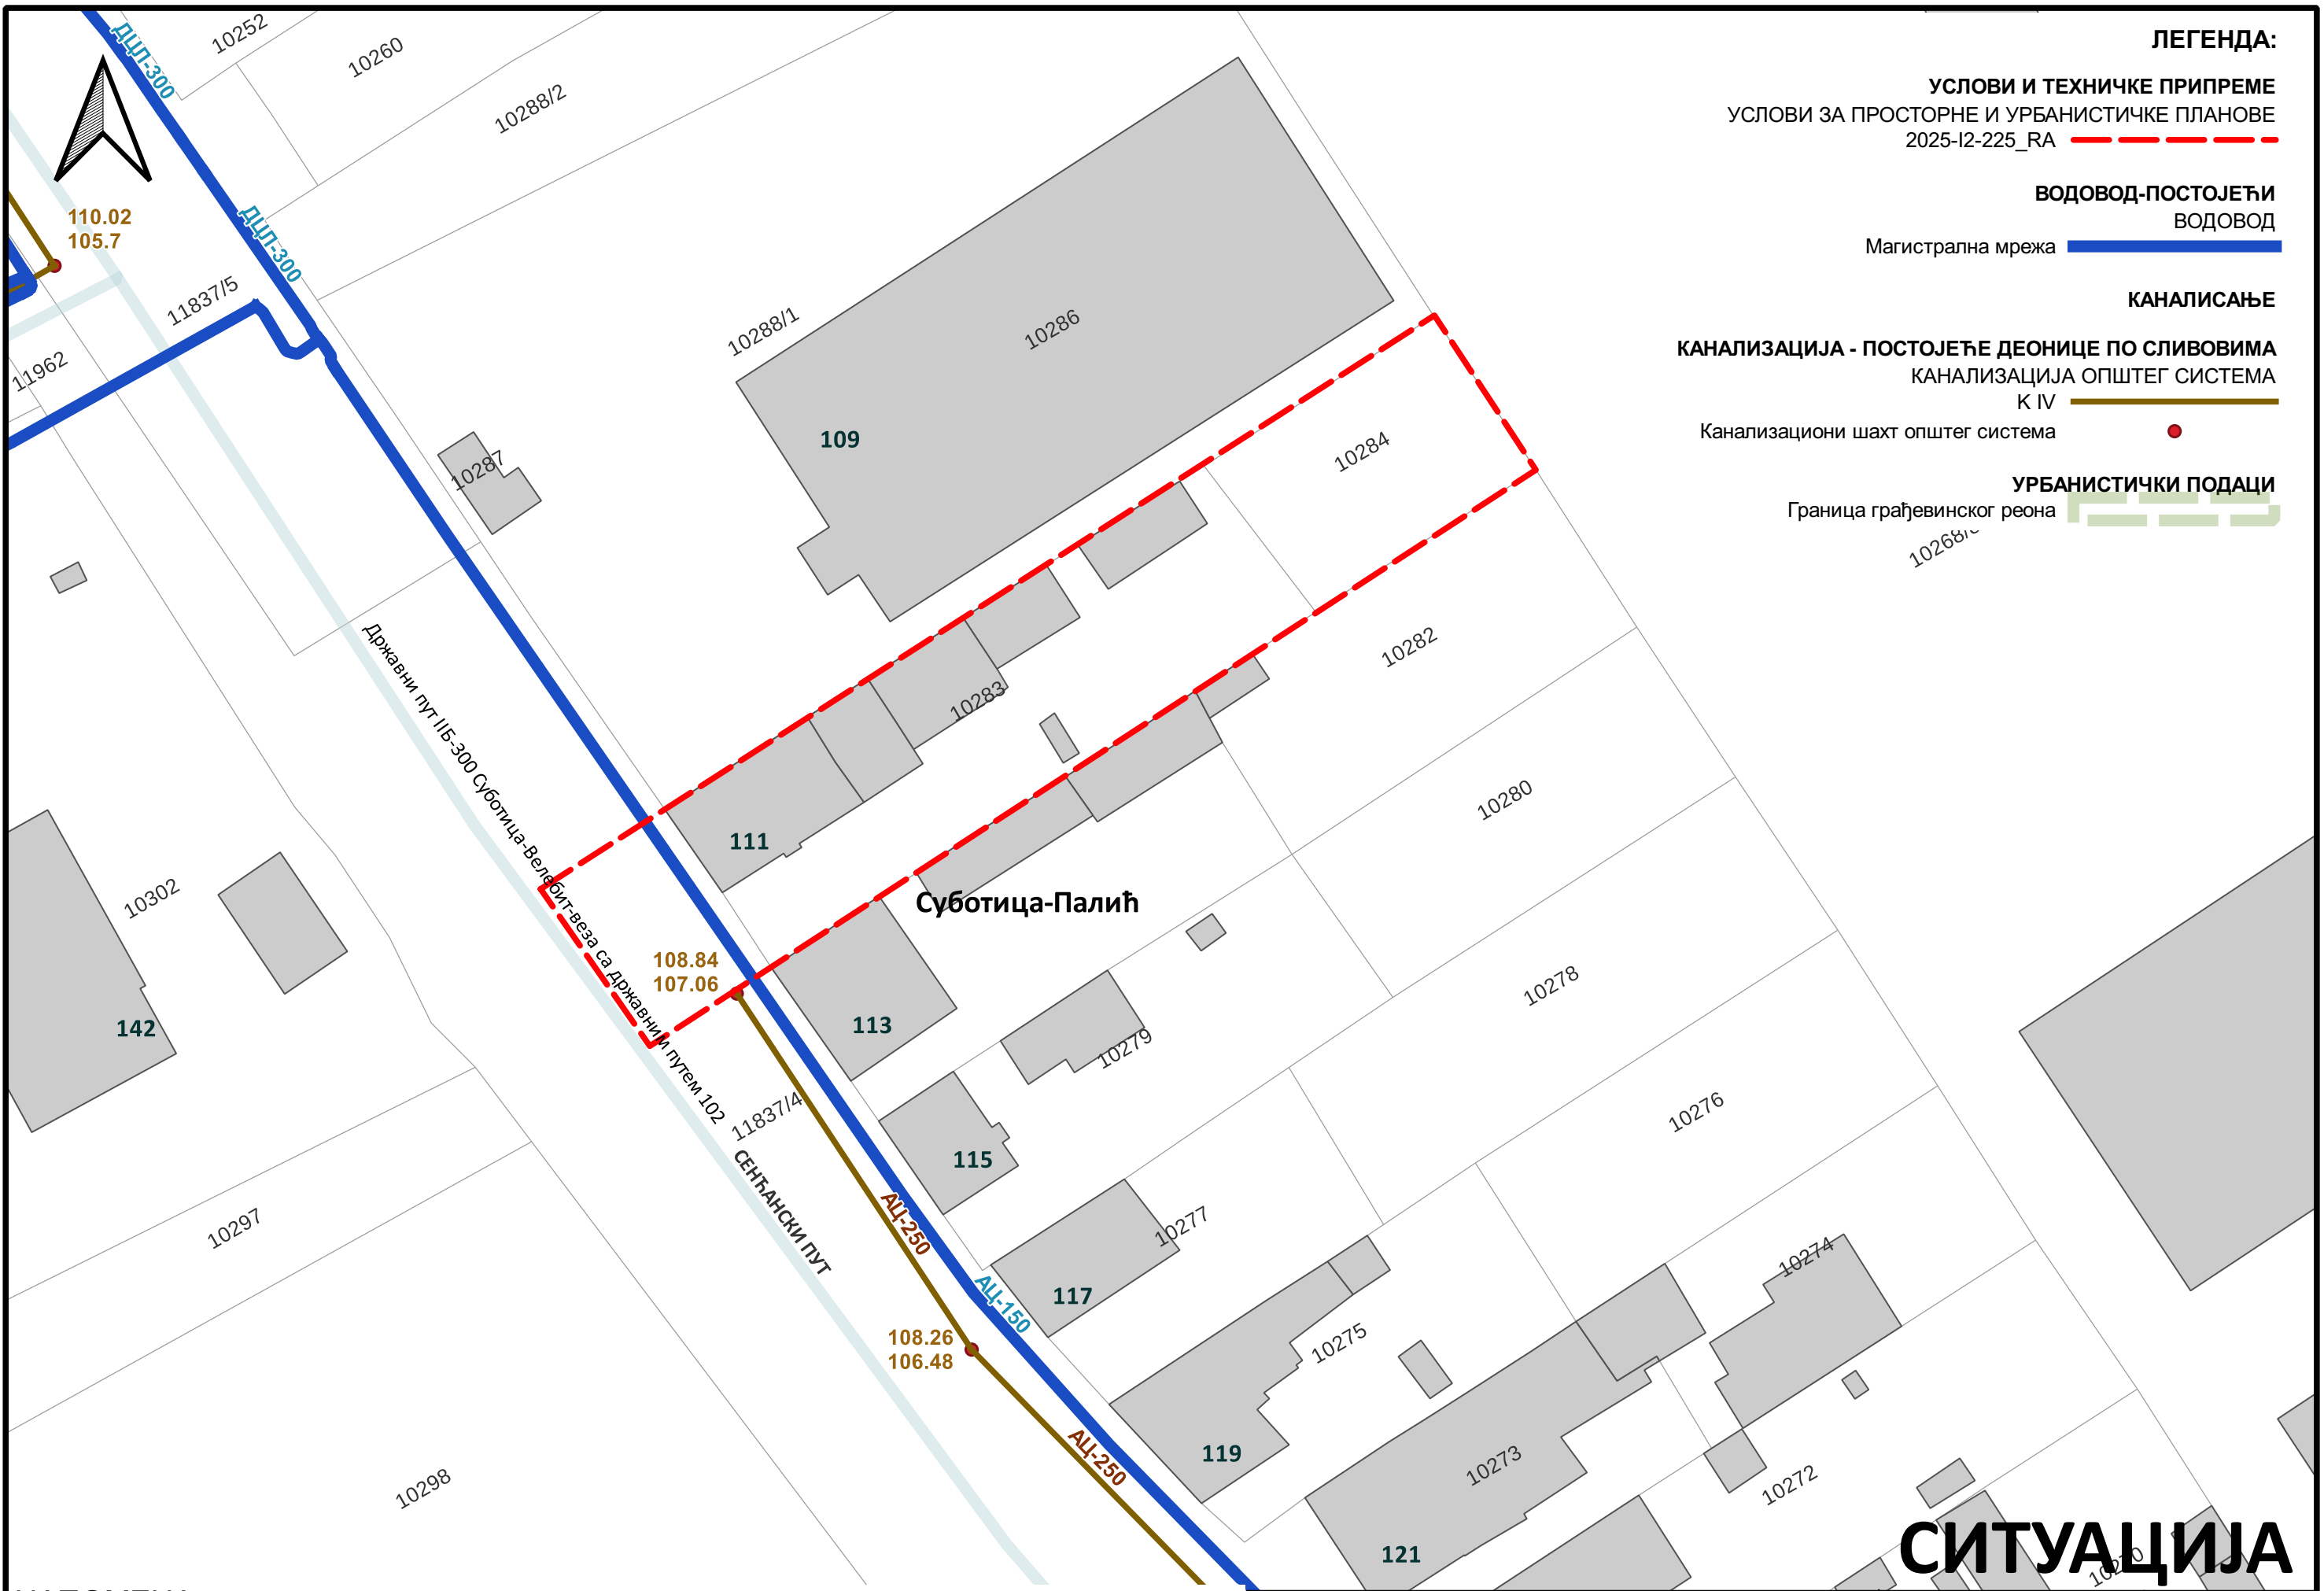 ЛЕГЕНДА:
УСЛОВИ И ТЕХНИЧКЕ ПРИПРЕМЕ
УСЛОВИ ЗА ПРОСТОРНЕ И УРБАНИСТИЧКЕ ПЛАНОВЕ
2025-I2-225_RA
ВОДОВОД-ПОСТОЈЕЋИ
ВОДОВОД
Магистрална мрежа
КАНАЛИСАЊЕ
КАНАЛИЗАЦИЈА - ПОСТОЈЕЋЕ ДЕОНИЦЕ ПО СЛИВОВИМА
КАНАЛИЗАЦИЈА ОПШТЕГ СИСТЕМА
K IV
Канализациони шахт општег система
УРБАНИСТИЧКИ ПОДАЦИ
Граница грађевинског реона
10252
10260
10288/2
ДЦЛ-300
ДЦЛ-300
110.02
105.7
11837/5
11962
10288/1
10286
109
10287
10284
10282
10283
10280
111
Државни пут IIБ-300 Суботица-Велебит-веза са државним путем 102
Суботица-Палић
10302
142
108.84
107.06
113
10278
10279
11837/4
115
10276
СЕНЋАНСКИ ПУТ
АЦ-250
10297
10277
10274
117
АЦ-150
108.26
106.48
10275
119
АЦ-250
10273
10272
10298
121
10270
СИТУАЦИЈА